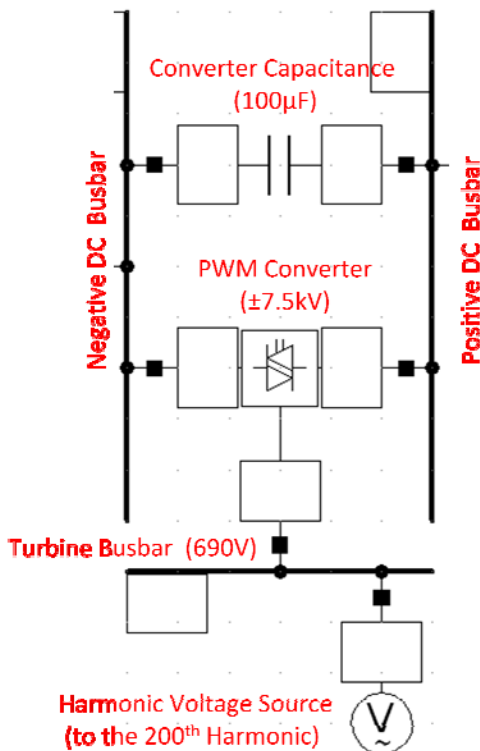 Converter Capacitance
(100µF)
Negative DC Busbar
Positive DC Busbar
PWM Converter
(±7.5kV)
Turbine Busbar (690V)
Harmonic Voltage Source
(to the 200th Harmonic)
V
~